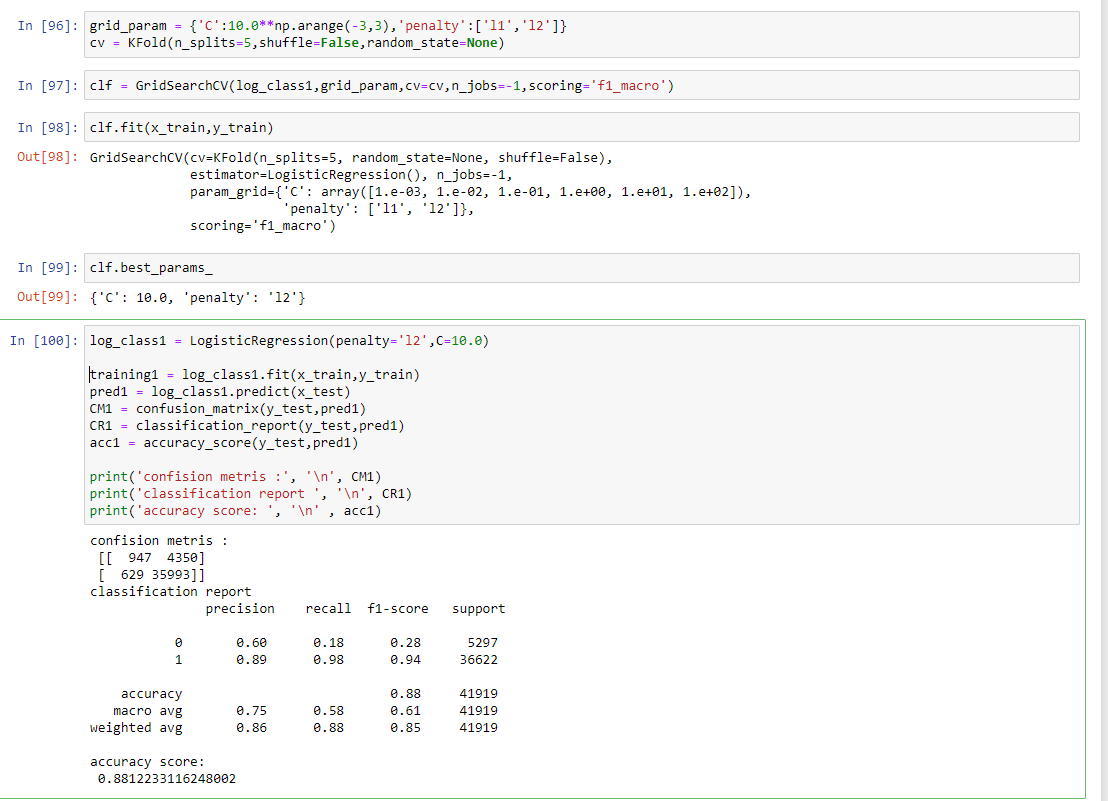 In [96]: grid_param = {'C':10.0**np.arange(-3,3),'penalty':['l1','l2']}
cv = KFold(n_splits=5,shuffle=False,random_state=None)
In [97]: clf = GridSearchCV(log_class1,grid_param,cv=cv,n_jobs=-1,scoring='f1_macro')
In [98]: clf.fit(x_train,y_train)
Out[98]: GridSearchCV(cv=KFold(n_splits=5, random_state=None, shuffle=False),
estimator=LogisticRegression(), n_jobs=-1,
param_grid={'C': array([1.e-03, 1.e-02, 1.e-01, 1.e+00, 1.e+01, 1.e+02]),
'penalty': ['l1', 'l2']},
scoring='f1_macro')
In [99]: clf.best_params_
Out[99]: {'C': 10.0, 'penalty': 'l2'}
In [100]: log_class1 = LogisticRegression(penalty='l2',C=10.0)
training1 = log_class1.fit(x_train,y_train)
pred1 = log_class1.predict(x_test)
CM1 = confusion_matrix(y_test,pred1)
CR1 = classification_report(y_test,pred1)
acc1 = accuracy_score(y_test,pred1)
print('confision metris :', '\n', CM1)
print('classification report ', '\n', CR1)
print('accuracy score: ', '\n' , acc1)
confision metris :
[[  947  4350]
[  629 35993]]
classification report
precision    recall  f1-score   support
0       0.60      0.18      0.28      5297
1       0.89      0.98      0.94     36622
accuracy                           0.88     41919
macro avg       0.75      0.58      0.61     41919
weighted avg       0.86      0.88      0.85     41919
accuracy score:
0.8812233116248002